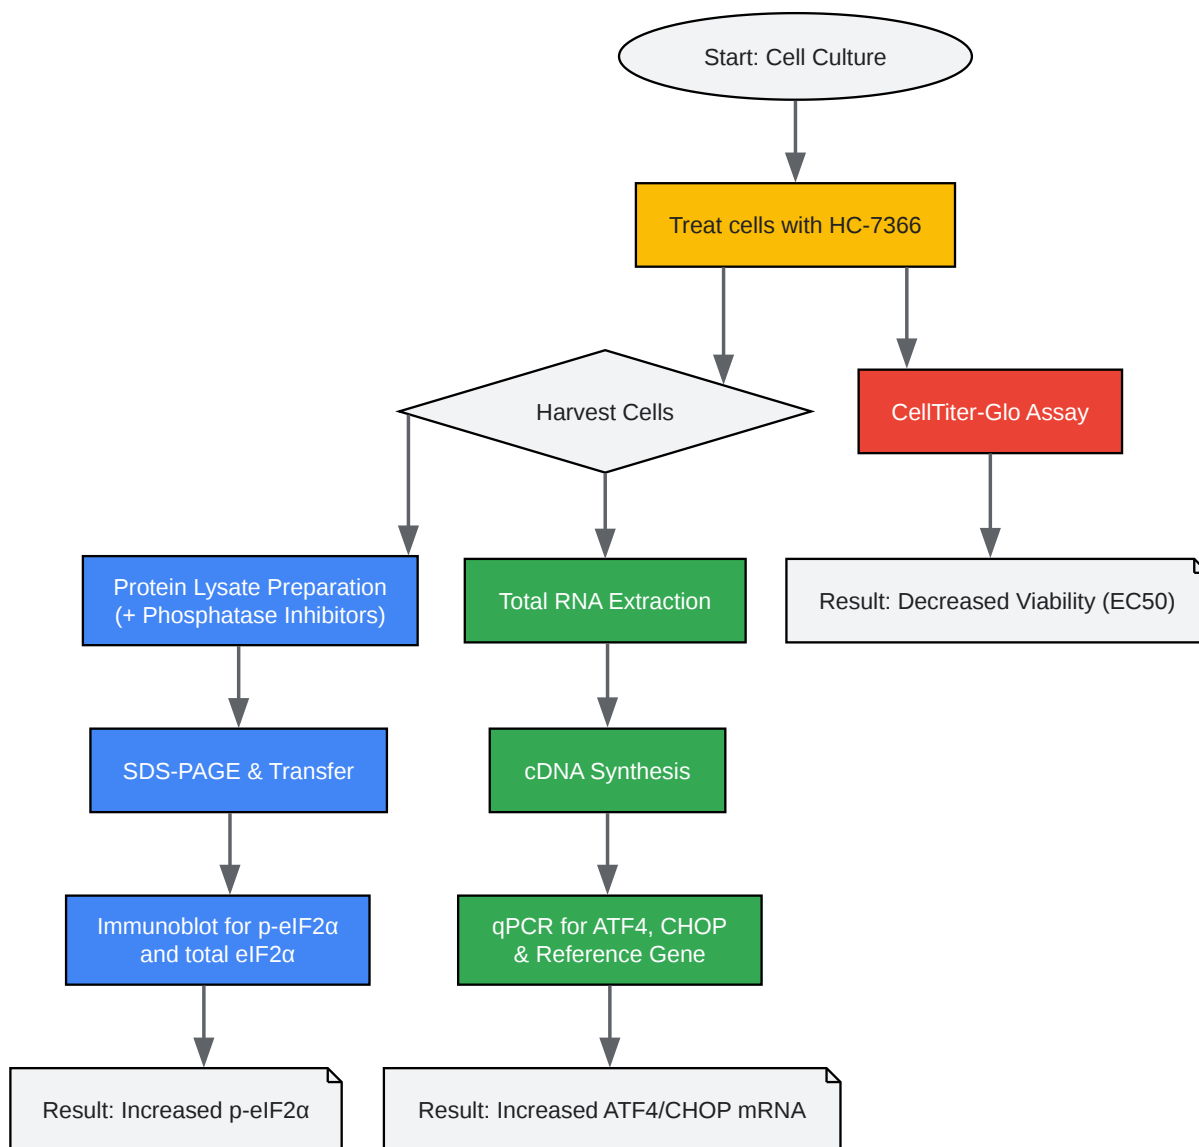 Start: Cell Culture
Treat cells with HC-7366
Harvest Cells
CellTiter-Glo Assay
Protein Lysate Preparation
(+ Phosphatase Inhibitors)
Total RNA Extraction
Result: Decreased Viability (EC50)
SDS-PAGE & Transfer
cDNA Synthesis
Immunoblot for p-eIF2α
and total eIF2α
qPCR for ATF4, CHOP
& Reference Gene
Result: Increased p-eIF2α
Result: Increased ATF4/CHOP mRNA